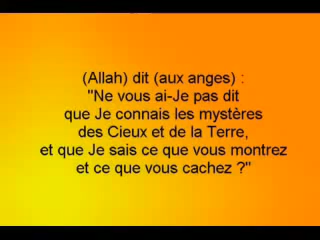 (Allah) dit (aux anges) :
"Ne vous ai-Je pas dit
que Je connais les mystères
des Cieux et de la Terre,
et que Je sais ce que vous montrez
et ce que vous cachez ?"